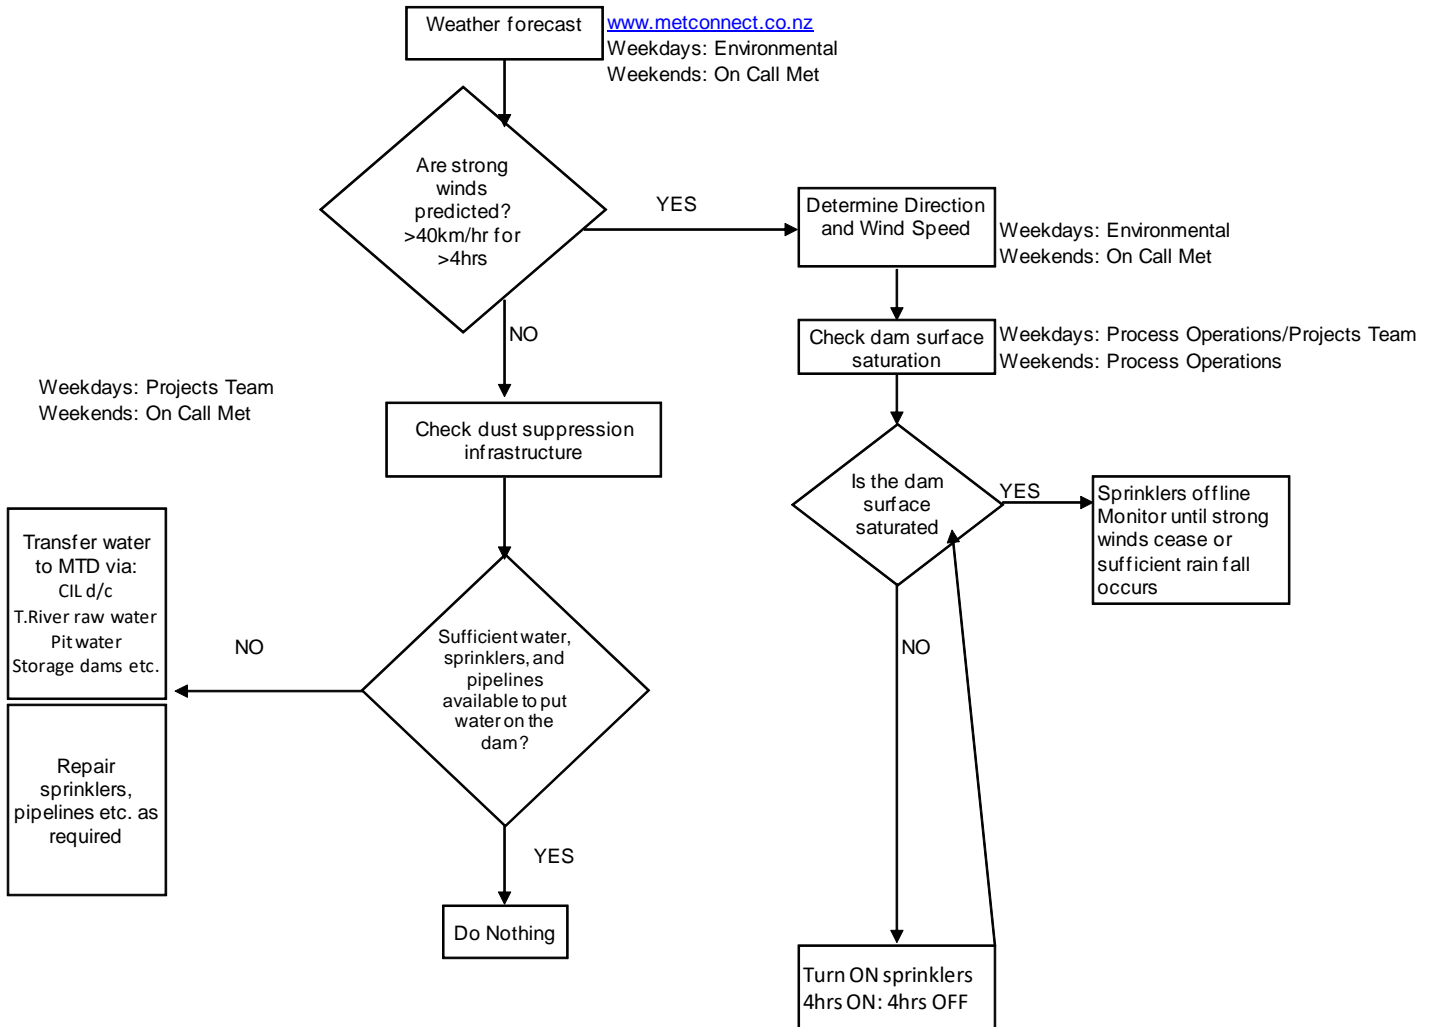 Weather forecast
www.metconnect.co.nz
Weekdays: Environmental
Weekends: On Call Met
Are strong
winds
predicted?
>40km/hr for
>4hrs
YES
Determine Direction
and Wind Speed
Weekdays: Environmental
Weekends: On Call Met
NO
Check dam surface
saturation
Weekdays: Process Operations/Projects Team
Weekends: Process Operations
Weekdays: Projects Team
Weekends: On Call Met
Check dust suppression
infrastructure
Is the dam
surface
saturated
YES
Sprinklers offline
Monitor until strong
winds cease or
sufficient rain fall
occurs
Transfer water
to MTD via:
CIL d/c
T.River raw water
Pit water
Storage dams etc.
NO
Sufficient water,
sprinklers, and
pipelines
available to put
water on the
dam?
NO
Repair
sprinklers,
pipelines etc. as
required
YES
Do Nothing
Turn ON sprinklers
4hrs ON: 4hrs OFF